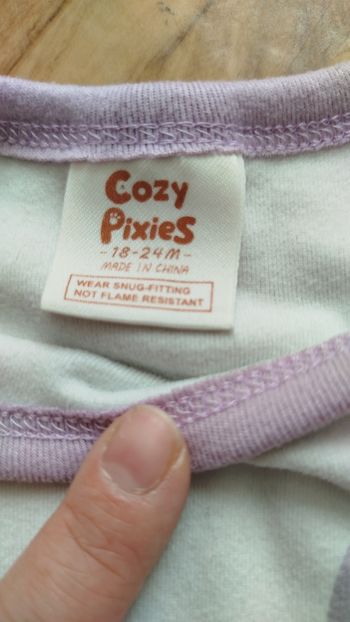 Cozy
Pixies
-18-24M-
MADE IN CHINA
WEAR SNUG-FITTING
NOT FLAME RESISTANT